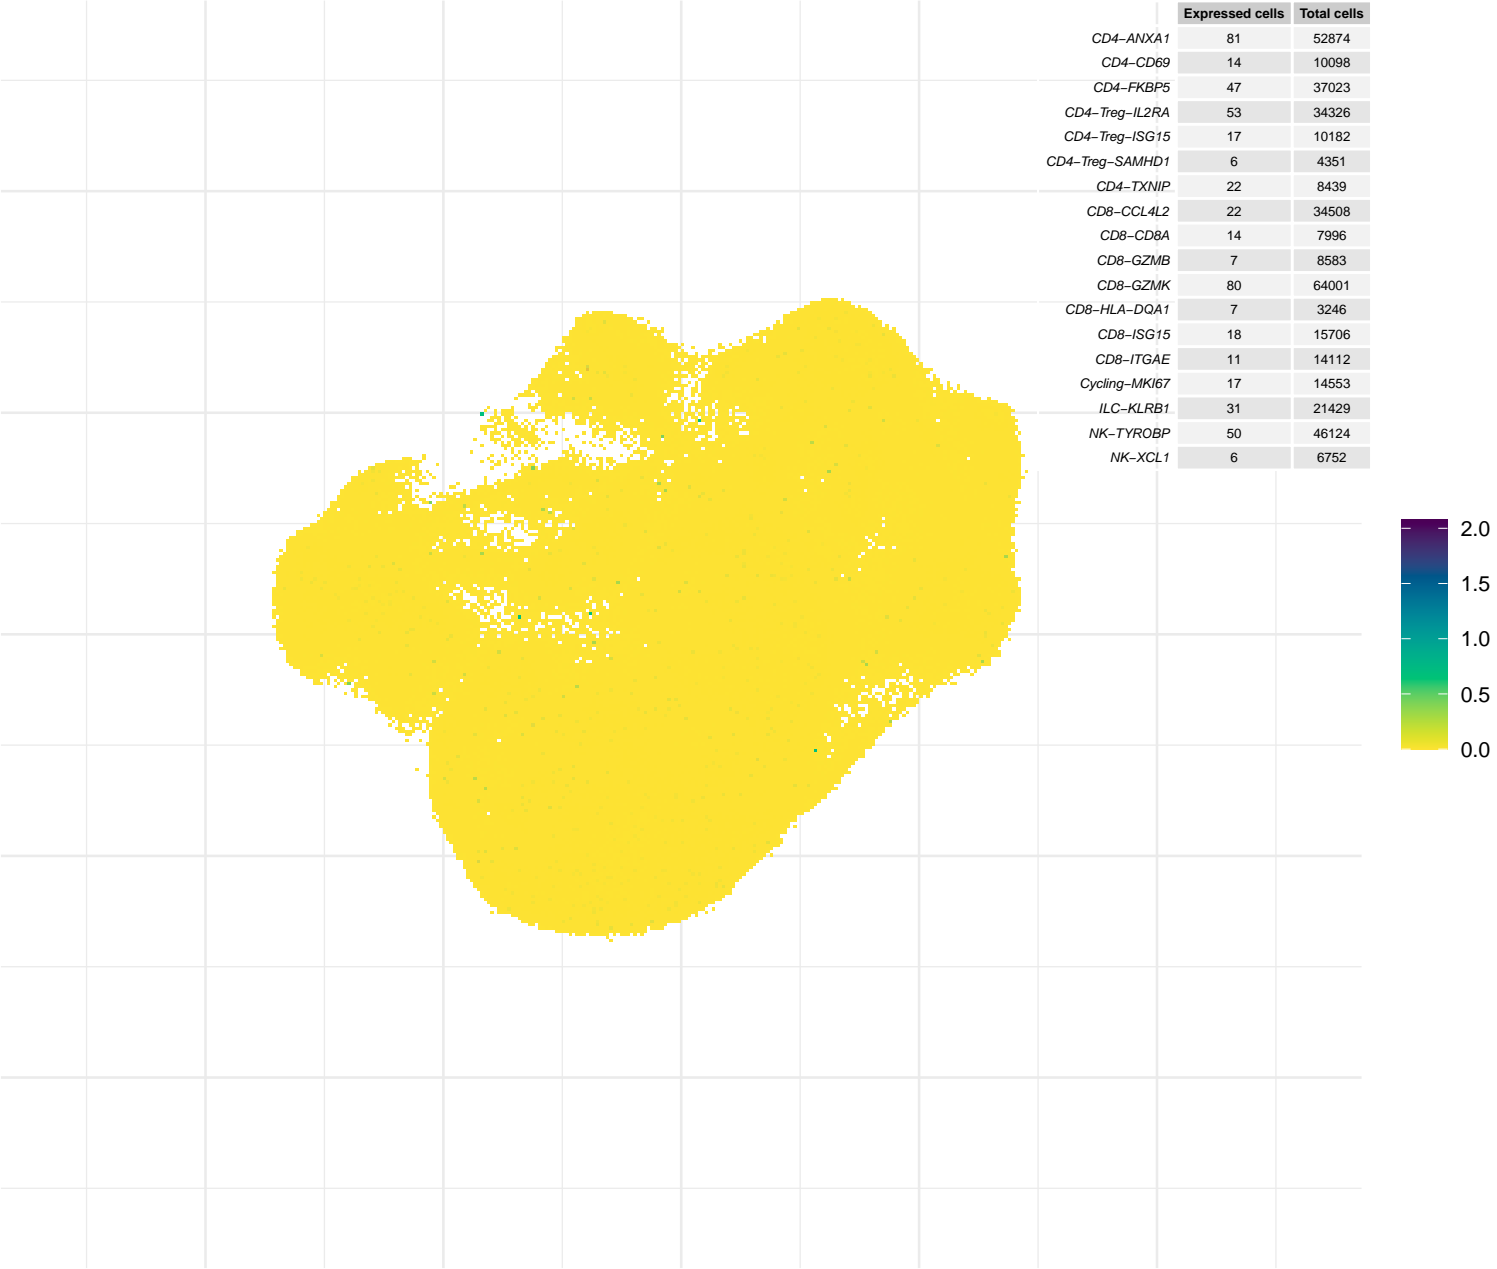 Expressed cells Total cells
CD4−ANXA1 81 52874
CD4−CD69 14 10098
CD4−FKBP5 47 37023
CD4−Treg−IL2RA 53 34326
CD4−Treg−ISG15 17 10182
CD4−Treg−SAMHD1 6 4351
CD4−TXNIP 22 8439
CD8−CCL4L2 22 34508
CD8−CD8A 14 7996
CD8−GZMB 7 8583
CD8−GZMK 80 64001
CD8−HLA−DQA1 7 3246
CD8−ISG15 18 15706
CD8−ITGAE 11 14112
Cycling−MKI67 17 14553
ILC−KLRB1 31 21429
NK−TYROBP 50 46124
NK−XCL1 6 6752
2.0
1.5
1.0
0.5
0.0